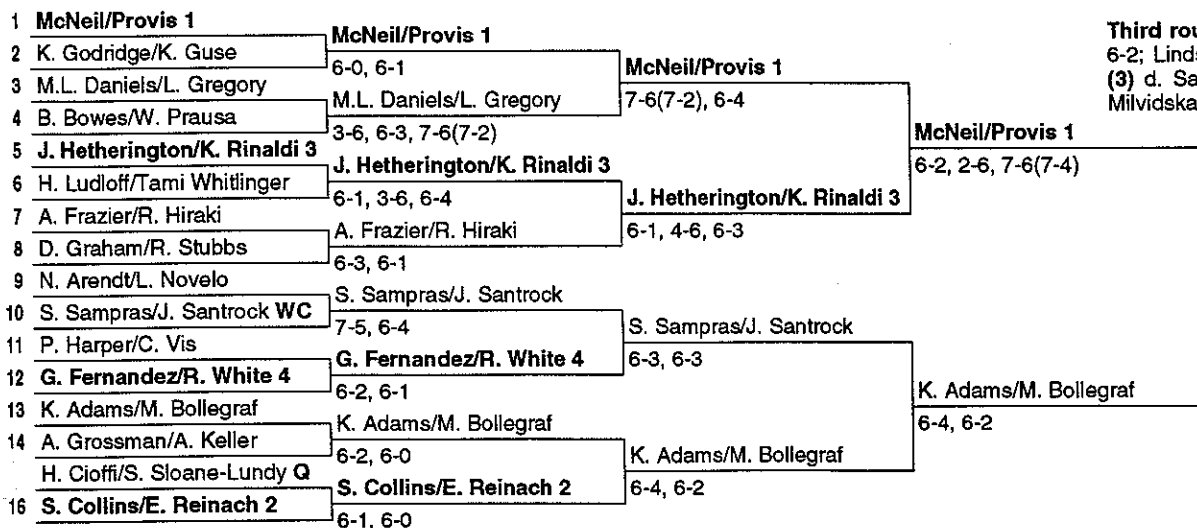 1 McNeil/Provis 1
2 K. Godridge/K. Guse
3 M.L. Daniels/L. Gregory
4 B. Bowes/W. Prausa
5 J. Hetherington/K. Rinaldi 3
6 H. Ludloff/Tami Whitlinger
7 A. Frazier/R. Hiraki
8 D. Graham/R. Stubbs
9 N. Arendt/L. Novelo
10 S. Sampras/J. Santrock WC
11 P. Harper/C. Vis
12 G. Fernandez/R. White 4
13 K. Adams/M. Bollegraf
14 A. Grossman/A. Keller
H. Cioffi/S. Sloane-Lundy Q
16 S. Collins/E. Reinach 2
McNeil/Provis 1
6-0, 6-1
M.L. Daniels/L. Gregory
3-6, 6-3, 7-6(7-2)
J. Hetherington/K. Rinaldi 3
6-1, 3-6, 6-4
A. Frazier/R. Hiraki
6-3, 6-1
S. Sampras/J. Santrock
7-5, 6-4
G. Fernandez/R. White 4
6-2, 6-1
K. Adams/M. Bollegraf
6-2, 6-0
S. Collins/E. Reinach 2
6-1, 6-0
McNeil/Provis 1
7-6(7-2), 6-4
J. Hetherington/K. Rinaldi 3
6-1, 4-6, 6-3
S. Sampras/J. Santrock
6-3, 6-3
K. Adams/M. Bollegraf
6-4, 6-2
McNeil/Provis 1
6-2, 2-6, 7-6(7-4)
K. Adams/M. Bollegraf
6-4, 6-2
Third rou
6-2; Linds
(3) d. Sa
Milvidska